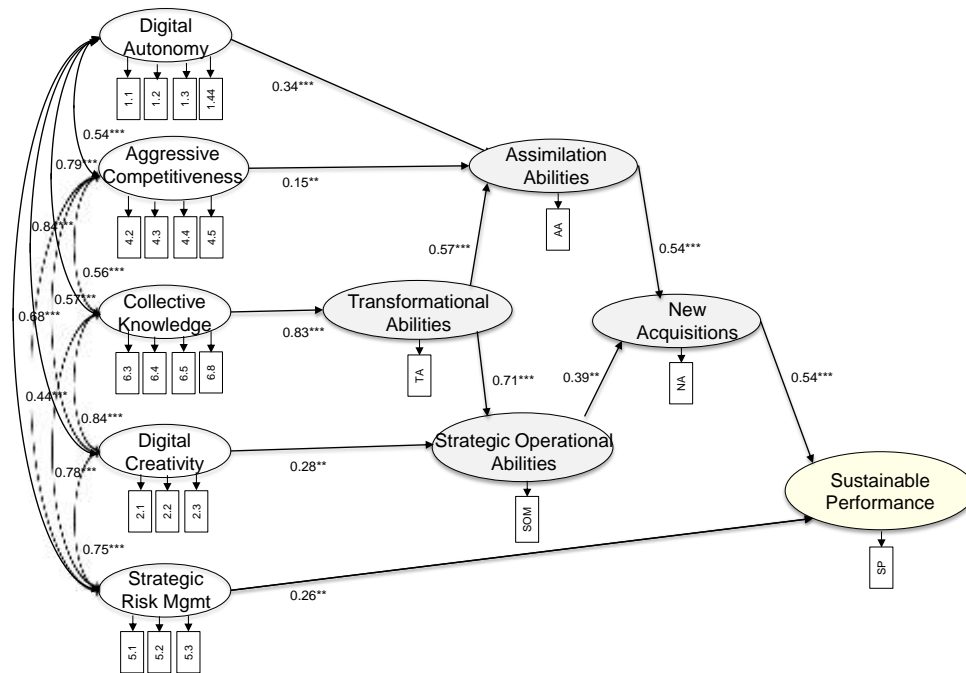 Digital
Autonomy
1.1
1.2
1.3
1.44
0.34***
0.54***
0.79***
Aggressive
Competitiveness
4.2
4.3
4.4
4.5
0.15**
Assimilation
Abilities
AA
0.84***
0.56***
0.57***
0.68***
0.57***
0.54***
Collective
Knowledge
6.3
6.4
6.5
6.8
0.83***
Transformational
Abilities
TA
New
Acquisitions
NA
0.71***
0.39**
0.54***
0.44***
0.84***
0.78***
Digital
Creativity
2.1
2.2
2.3
0.28**
Strategic Operational
Abilities
SOM
Sustainable
Performance
SP
0.75***
Strategic
Risk Mgmt
5.1
5.2
5.3
0.26**